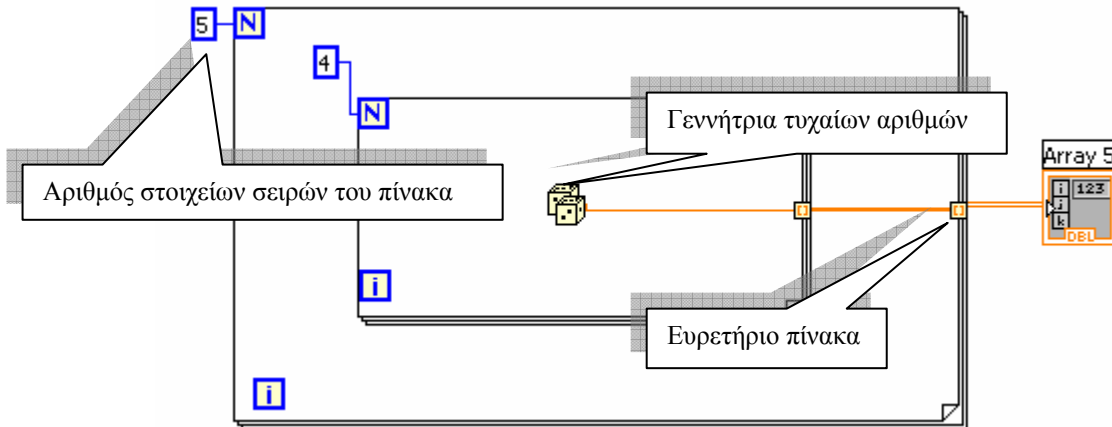 5 N
4
N
Γεννήτρια τυχαίων αριθμών
Array 5
Αριθμός στοιχείων σειρών του πίνακα
i 123
j
k
DBL
i
Ευρετήριο πίνακα
i